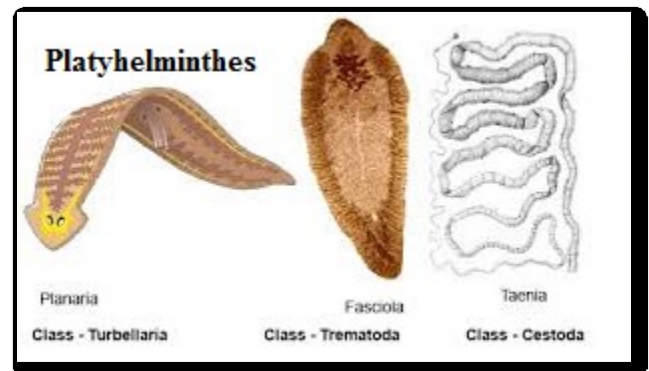 Platyhelminthes
Planaria
Fasciola
Taenia
Class - Turbellaria
Class - Trematoda
Class - Cestoda